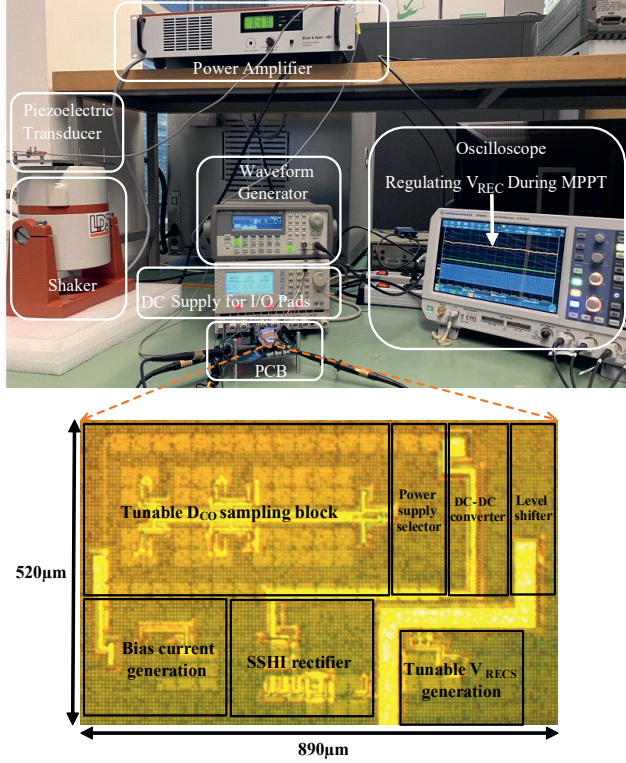 Power Amplifier
Piezoelectric
Transducer
Oscilloscope
Waveform
Generator
Regulating V_REC During MPPT
LDS
Shaker
DC Supply for I/O Pads
PCB
Tunable D_CO sampling block
Power
supply
selector
DC-DC
converter
Level
shifter
520μm
Bias current
generation
SSHI rectifier
Tunable V_RECS
generation
890μm